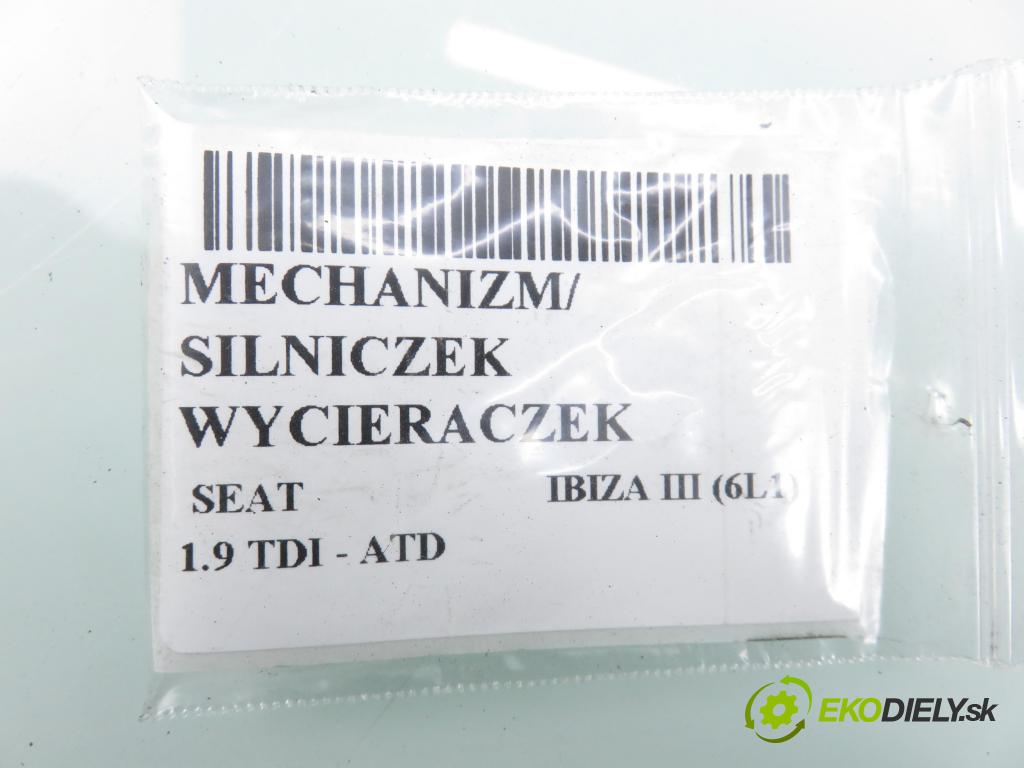 MECHANIZM/
SILNICZEK
WYCIERACZEK
SEAT IBIZA III (6L1)
1.9 TDI - ATD
EKODIELY.sk